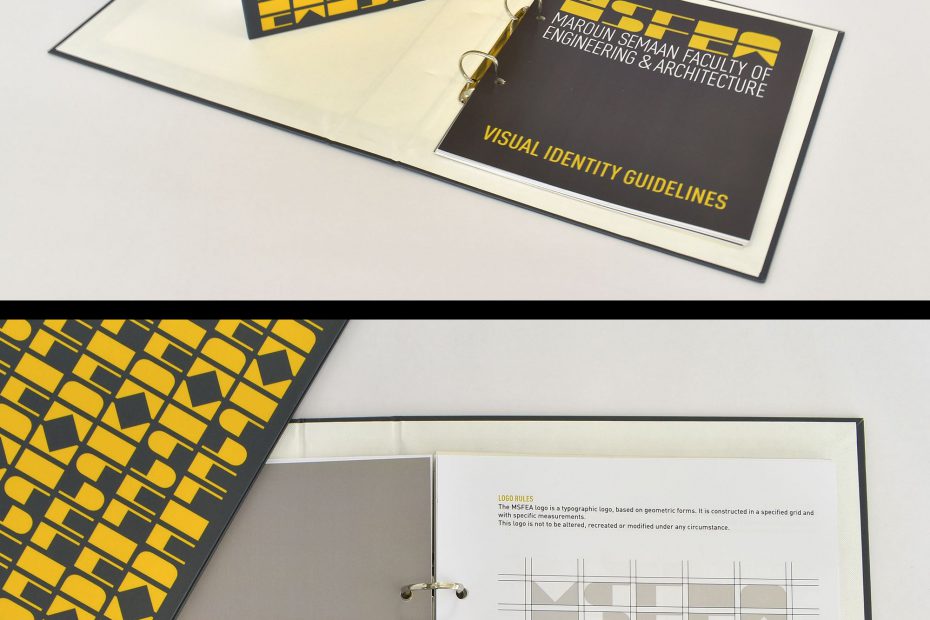 MSFEA
MAROUN SEMAAN FACULTY OF
ENGINEERING & ARCHITECTURE
VISUAL IDENTITY GUIDELINES
LOGO RULES
The MSFEA logo is a typographic logo, based on geometric forms. It is constructed in a specified grid and
with specific measurements.
This logo is not to be altered, recreated or modified under any circumstance.
MSFEA